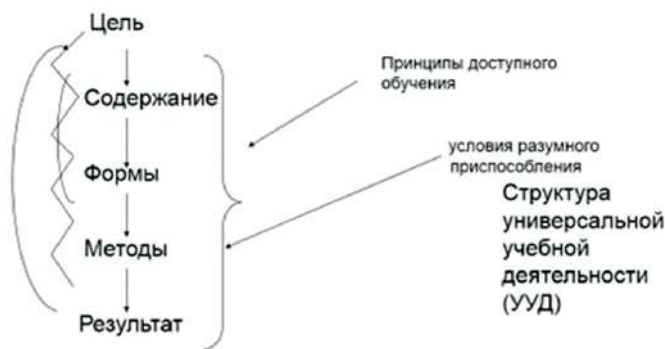 Цель
Содержание
Формы
Методы
Результат
Принципы доступного
обучения
условия разумного
приспособления
Структура
универсальной
учебной
деятельности
(УУД)